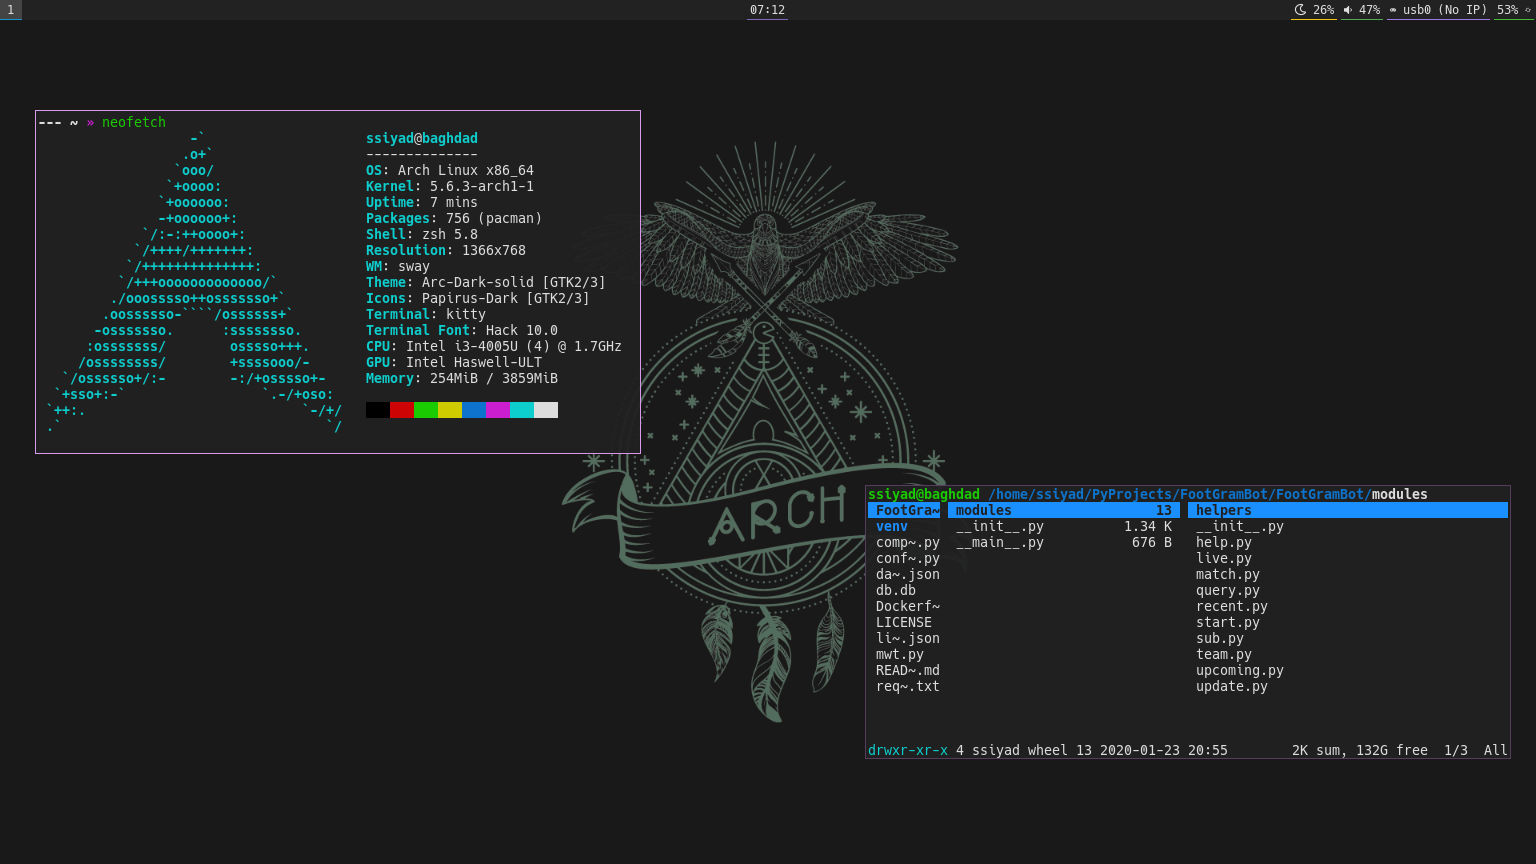 1 07:12 26% 47% usb0 (No IP) 53%
--- ~ » neofetch
-`
.o+`
`ooo/
`+oooo:
`+oooooo:
-+oooooo+:
`/:-:++oooo+:
`/++++/+++++++:
`/++++++++++++++:
`/+++ooooooooooooo/`
./ooosssso++osssssso+`
.oossssso-````/ossssss+`
-osssssso. :ssssssso.
:osssssss/ osssso+++.
/ossssssss/ +ssssooo/-
`/ossssso+/:- -:/+osssso+-
`+sso+:-` `.-/+oso:
`++:. `-/+/
.` `/
ssiyad@baghdad
--------------
OS: Arch Linux x86_64
Kernel: 5.6.3-arch1-1
Uptime: 7 mins
Packages: 756 (pacman)
Shell: zsh 5.8
Resolution: 1366x768
WM: sway
Theme: Arc-Dark-solid [GTK2/3]
Icons: Papirus-Dark [GTK2/3]
Terminal: kitty
Terminal Font: Hack 10.0
CPU: Intel i3-4005U (4) @ 1.7GHz
GPU: Intel Haswell-ULT
Memory: 254MiB / 3859MiB
ARCH
ssiyad@baghdad /home/ssiyad/PyProjects/FootGramBot/FootGramBot/modules
FootGra~ modules 13 helpers
venv __init__.py 1.34 K __init__.py
comp~.py __main__.py 676 B help.py
conf~.py live.py
da~.json match.py
db.db query.py
Dockerf~ recent.py
LICENSE start.py
li~.json sub.py
mwt.py team.py
READ~.md upcoming.py
req~.txt update.py
drwxr-xr-x 4 ssiyad wheel 13 2020-01-23 20:55 2K sum, 132G free 1/3 All